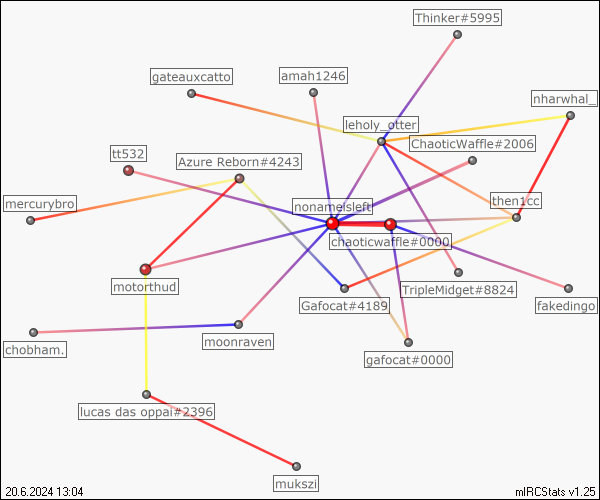 Thinker#5995
gateauxcatto
amah1246
nharwhal_
leholy_otter
ChaoticWaffle#2006
tt532
Azure Reborn#4243
mercurybro
nonameisleft
then1cc
chaoticwaffle#0000
motorthud
Gafocat#4189
TripleMidget#8824
fakedingo
chobham.
moonraven
gafocat#0000
lucas das oppai#2396
mukszi
20.6.2024 13:04
mIRCStats v1.25